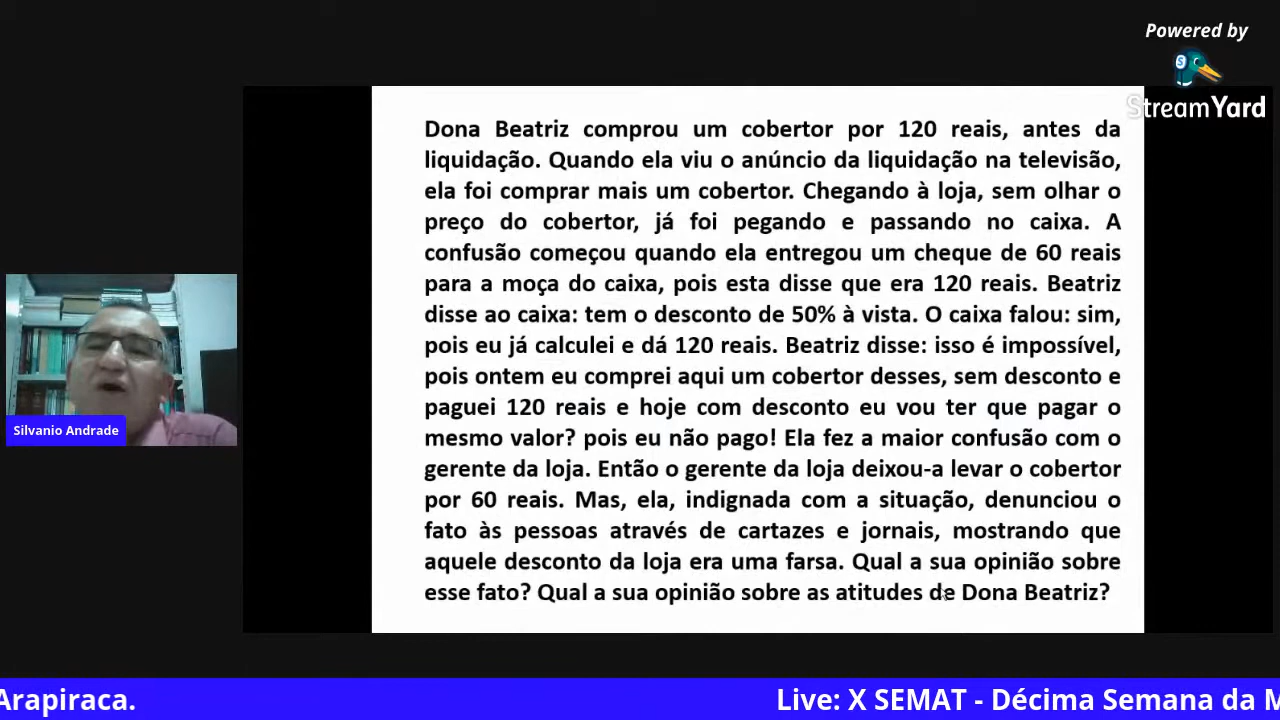 Powered by
StreamYard
Dona Beatriz comprou um cobertor por 120 reais, antes da
liquidação. Quando ela viu o anúncio da liquidação na televisão,
ela foi comprar mais um cobertor. Chegando à loja, sem olhar o
preço do cobertor, já foi pegando e passando no caixa. A
confusão começou quando ela entregou um cheque de 60 reais
para a moça do caixa, pois esta disse que era 120 reais. Beatriz
disse ao caixa: tem o desconto de 50% à vista. O caixa falou: sim,
pois eu já calculei e dá 120 reais. Beatriz disse: isso é impossível,
pois ontem eu comprei aqui um cobertor desses, sem desconto e
paguei 120 reais e hoje com desconto eu vou ter que pagar o
mesmo valor? pois eu não pago! Ela fez a maior confusão com o
gerente da loja. Então o gerente da loja deixou-a levar o cobertor
por 60 reais. Mas, ela, indignada com a situação, denunciou o
fato às pessoas através de cartazes e jornais, mostrando que
aquele desconto da loja era uma farsa. Qual a sua opinião sobre
esse fato? Qual a sua opinião sobre as atitudes de Dona Beatriz?
Silvanio Andrade
Arapiraca. Live: X SEMAT - Décima Semana da M